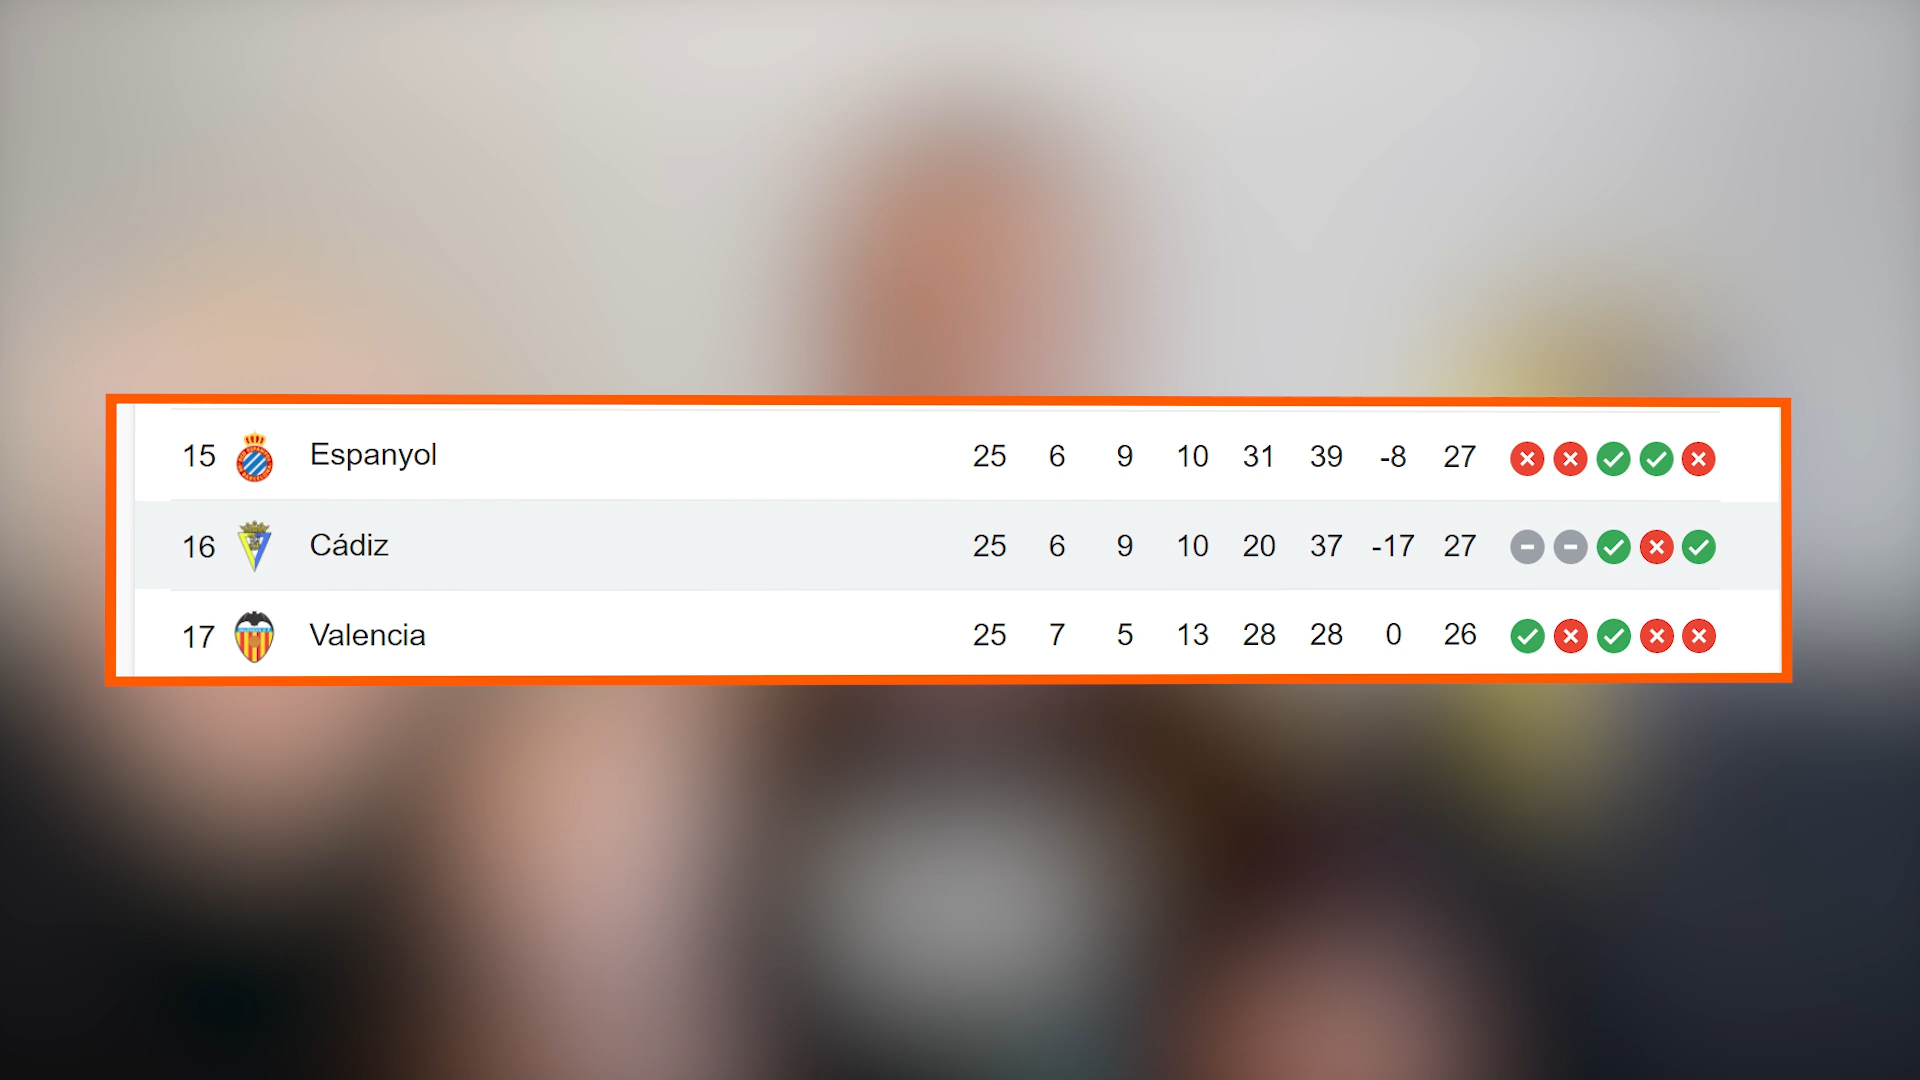 15 Espanyol 25 6 9 10 31 39 -8 27
16 Cádiz 25 6 9 10 20 37 -17 27
17 Valencia 25 7 5 13 28 28 0 26